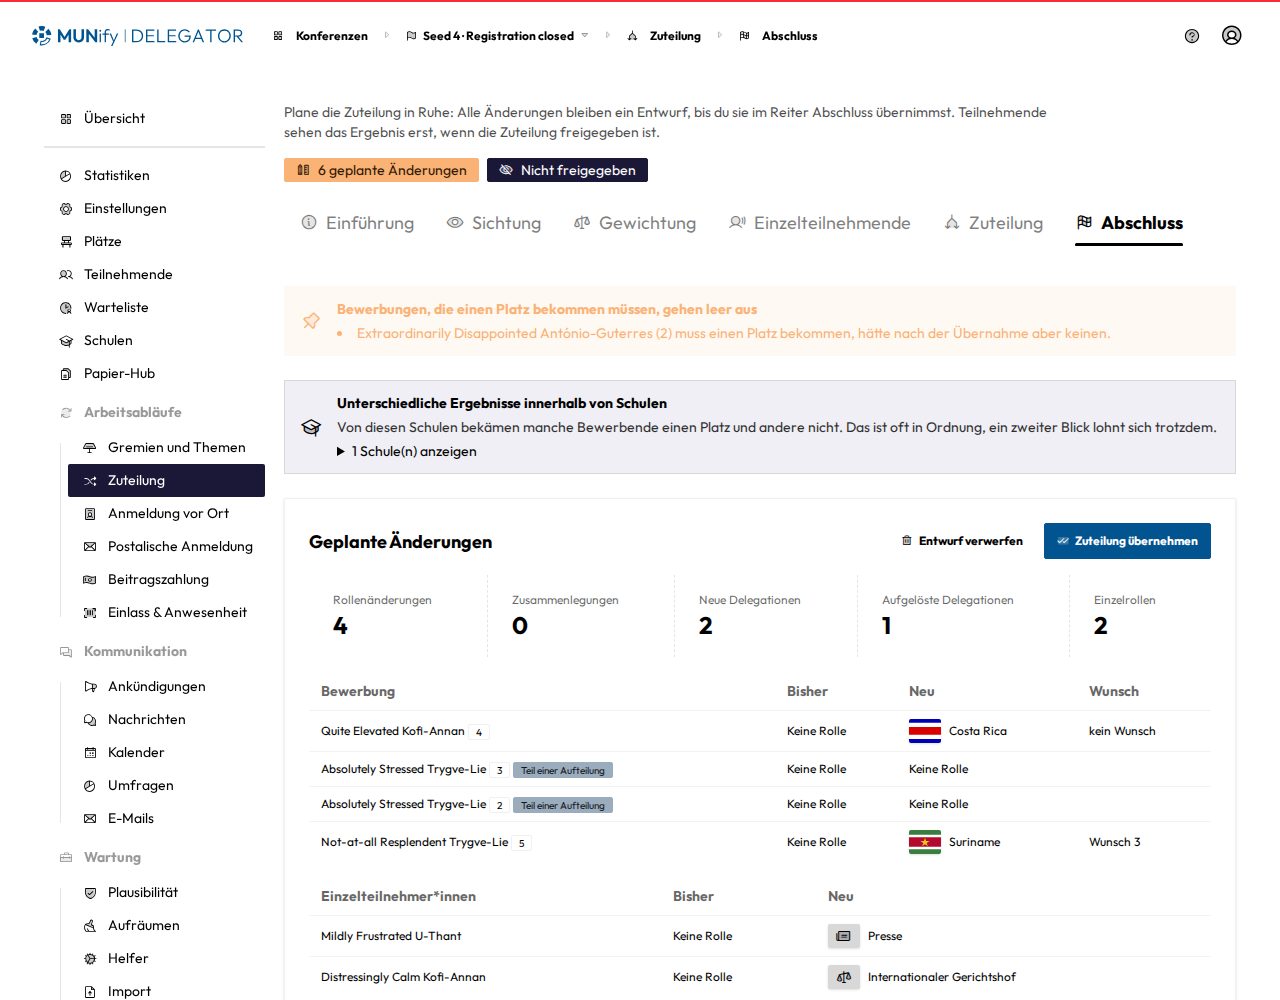 MUNify DELEGATOR
Konferenzen
Seed 4 · Registration closed
Zuteilung
Abschluss
Übersicht
Statistiken
Einstellungen
Plätze
Teilnehmende
Warteliste
Schulen
Papier-Hub
Arbeitsabläufe
Gremien und Themen
Zuteilung
Anmeldung vor Ort
Postalische Anmeldung
Beitragszahlung
Einlass & Anwesenheit
Kommunikation
Ankündigungen
Nachrichten
Kalender
Umfragen
E-Mails
Wartung
Plausibilität
Aufräumen
Helfer
Import
Plane die Zuteilung in Ruhe: Alle Änderungen bleiben ein Entwurf, bis du sie im Reiter Abschluss übernimmst. Teilnehmende
sehen das Ergebnis erst, wenn die Zuteilung freigegeben ist.
6 geplante Änderungen
Nicht freigegeben
Einführung
Sichtung
Gewichtung
Einzelteilnehmende
Zuteilung
Abschluss
Bewerbungen, die einen Platz bekommen müssen, gehen leer aus
• Extraordinarily Disappointed António-Guterres (2) muss einen Platz bekommen, hätte nach der Übernahme aber keinen.
Unterschiedliche Ergebnisse innerhalb von Schulen
Von diesen Schulen bekämen manche Bewerbende einen Platz und andere nicht. Das ist oft in Ordnung, ein zweiter Blick lohnt sich trotzdem.
1 Schule(n) anzeigen
Geplante Änderungen
Entwurf verwerfen
Zuteilung übernehmen
Rollenänderungen
4
Zusammenlegungen
0
Neue Delegationen
2
Aufgelöste Delegationen
1
Einzelrollen
2
Bewerbung Bisher Neu Wunsch
Quite Elevated Kofi-Annan 4 Keine Rolle Costa Rica kein Wunsch
Absolutely Stressed Trygve-Lie 3 Teil einer Aufteilung Keine Rolle Keine Rolle
Absolutely Stressed Trygve-Lie 2 Teil einer Aufteilung Keine Rolle Keine Rolle
Not-at-all Resplendent Trygve-Lie 5 Keine Rolle Suriname Wunsch 3
Einzelteilnehmer*innen Bisher Neu
Mildly Frustrated U-Thant Keine Rolle Presse
Distressingly Calm Kofi-Annan Keine Rolle Internationaler Gerichtshof